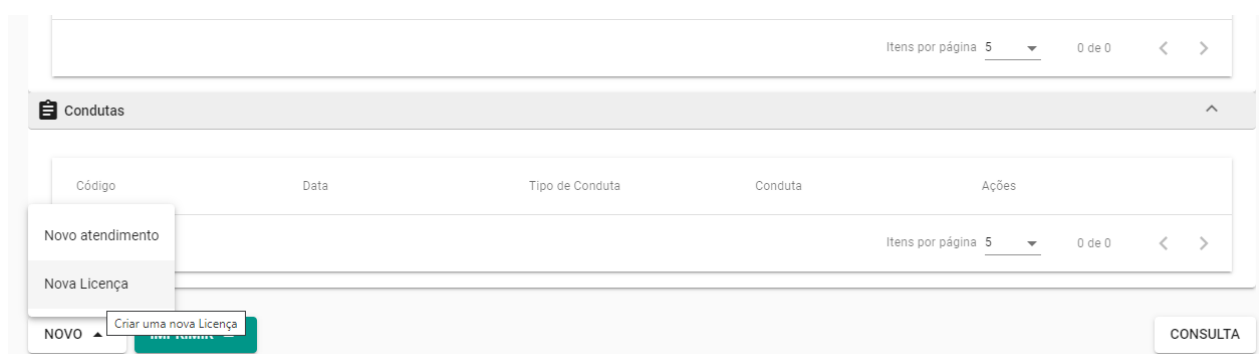 Itens por página 5 0 de 0
Condutas
Código Data Tipo de Conduta Conduta Ações
Novo atendimento
Itens por página 5 0 de 0
Nova Licença
Criar uma nova Licença
NOVO
CONSULTA